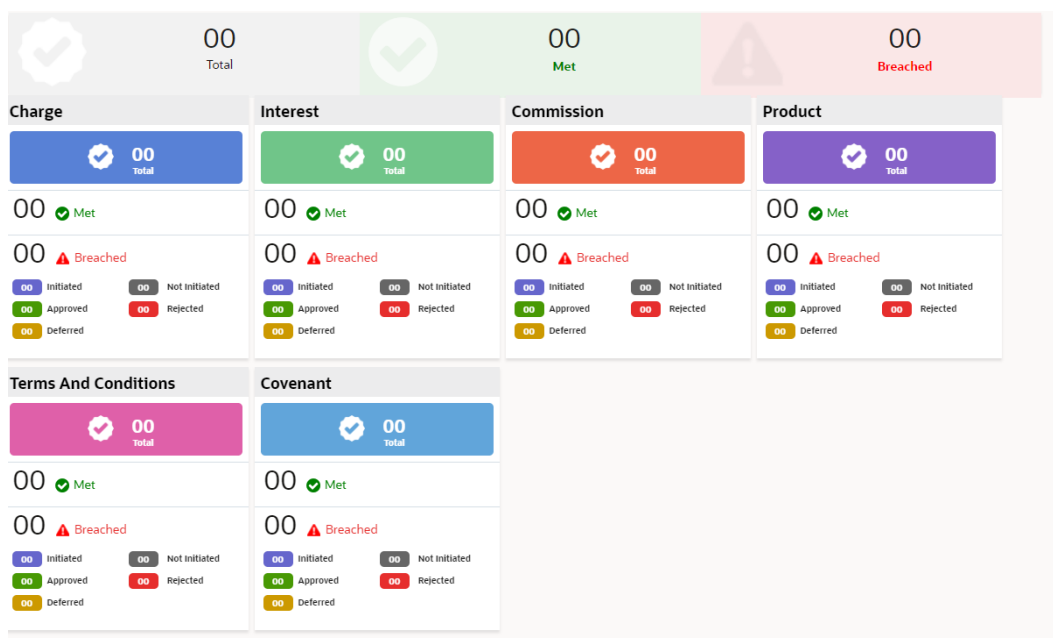 00
Total
00
Met
00
Breached
Charge
00
Total
00 Met
00 Breached
00 Initiated 00 Not Initiated
00 Approved 00 Rejected
00 Deferred
Interest
00
Total
00 Met
00 Breached
00 Initiated 00 Not Initiated
00 Approved 00 Rejected
00 Deferred
Commission
00
Total
00 Met
00 Breached
00 Initiated 00 Not Initiated
00 Approved 00 Rejected
00 Deferred
Product
00
Total
00 Met
00 Breached
00 Initiated 00 Not Initiated
00 Approved 00 Rejected
00 Deferred
Terms And Conditions
00
Total
00 Met
00 Breached
00 Initiated 00 Not Initiated
00 Approved 00 Rejected
00 Deferred
Covenant
00
Total
00 Met
00 Breached
00 Initiated 00 Not Initiated
00 Approved 00 Rejected
00 Deferred